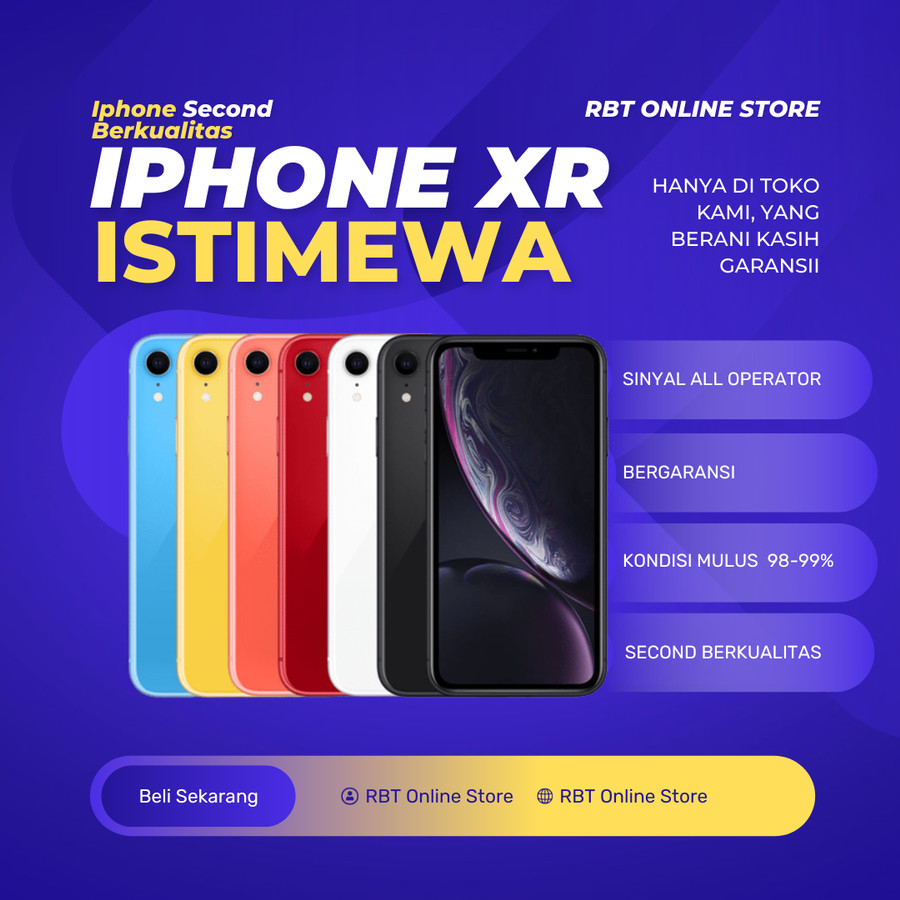 Iphone Second
Berkualitas
RBT ONLINE STORE
IPHONE XR
ISTIMEWA
HANYA DI TOKO
KAMI, YANG
BERANI KASIH
GARANSII
SINYAL ALL OPERATOR
BERGARANSI
KONDISI MULUS 98-99%
SECOND BERKUALITAS
Beli Sekarang
RBT Online Store
RBT Online Store